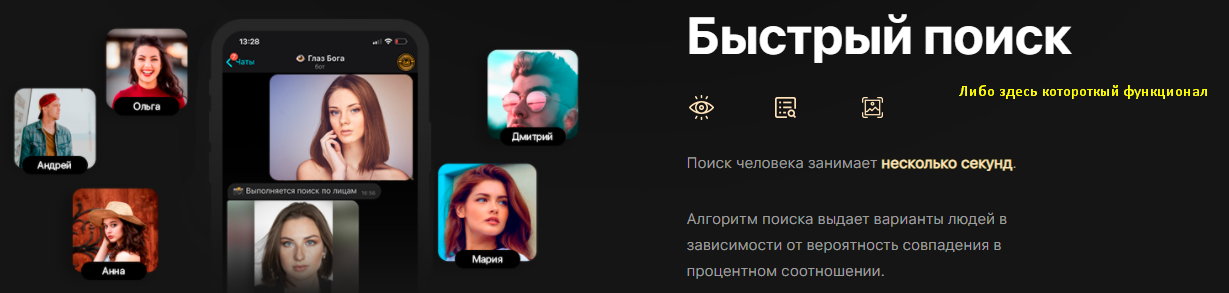 Ольга
Андрей
Анна
13:28
2
Чаты
Глаз Бога
бот
Выполняется поиск по лицам
16:56
Дмитрий
Мария
Быстрый поиск
Либо здесь котороткый функционал
Поиск человека занимает несколько секунд.
Алгоритм поиска выдает варианты людей в
зависимости от вероятность совпадения в
процентном соотношении.